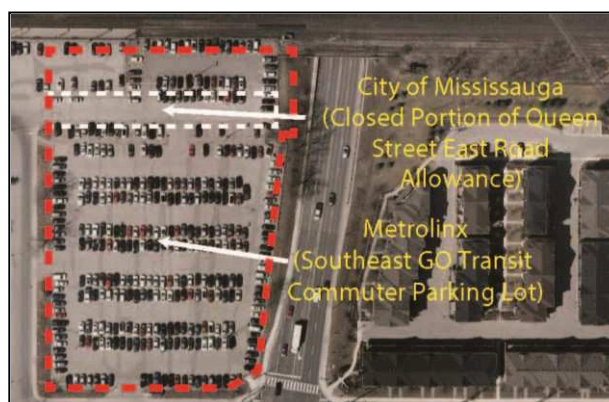 City of Mississauga
(Closed Portion of Queen
Street East Road
Allowance)
Metrolinx
(Southeast GO Transit
Commuter Parking Lot)